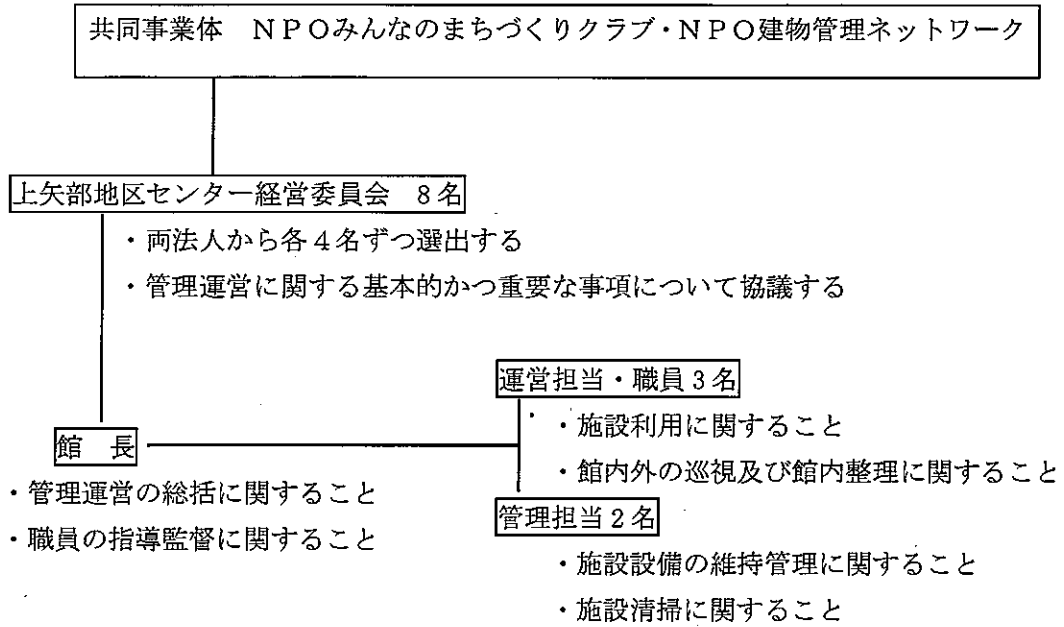 共同事業体　NPOみんなのまちづくりクラブ・NPO建物管理ネットワーク
上矢部地区センター経営委員会　8名
・両法人から各4名ずつ選出する
・管理運営に関する基本的かつ重要な事項について協議する
館　長
・管理運営の総括に関すること
・職員の指導監督に関すること
運営担当・職員3名
・施設利用に関すること
・館内外の巡視及び館内整理に関すること
管理担当2名
・施設設備の維持管理に関すること
・施設清掃に関すること